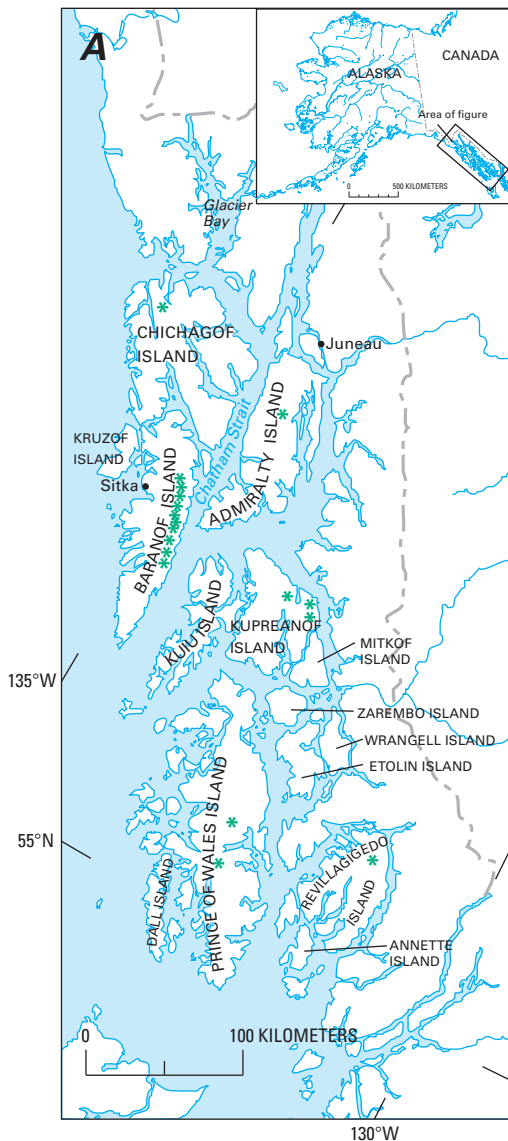 A
CANADA
ALASKA
Area of figure
0
500 KILOMETERS
Glacier
Bay
CHICHAGOF
ISLAND
Juneau
KRUZOF
ISLAND
Sitka
BARANOF ISLAND
Chatham Strait
ADMIRALTY ISLAND
KUIU ISLAND
KUPREANOF
ISLAND
MITKOF
ISLAND
135°W
ZAREMBO ISLAND
WRANGELL ISLAND
ETOLIN ISLAND
55°N
PRINCE OF WALES ISLAND
DALL ISLAND
REVILLAGIGEDO
ISLAND
ANNETTE
ISLAND
0
100 KILOMETERS
130°W